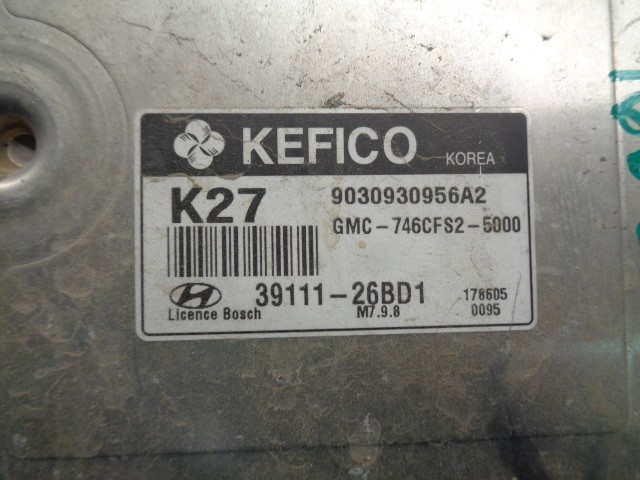 KEFICO KOREA
K27 9030930956A2
GMC-746CFS2-5000
39111-26BD1 178605
Licence Bosch M7.9.8 0095